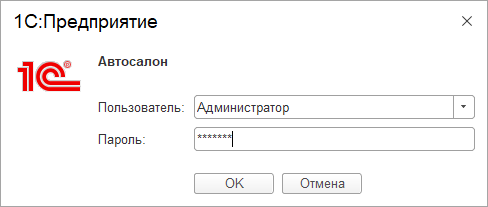 1С:Предприятие
1С®
Автосалон
Пользователь: Администратор
Пароль: *******
OK Отмена